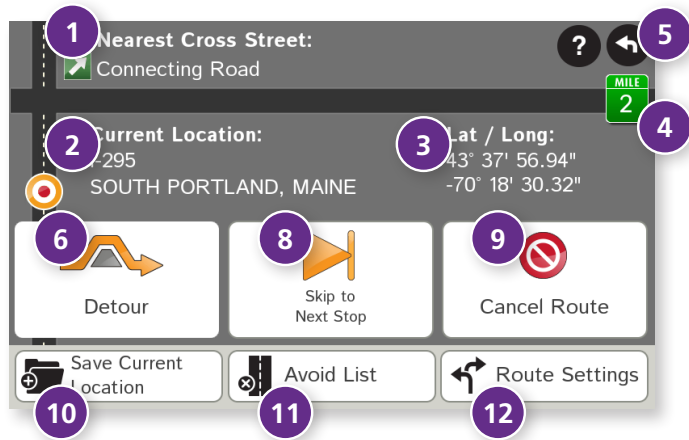 1
Nearest Cross Street:
Connecting Road
?
5
MILE
2
4
2
Current Location:
I-295
SOUTH PORTLAND, MAINE
3
Lat / Long:
43° 37' 56.94"
-70° 18' 30.32"
6
Detour
8
Skip to
Next Stop
9
Cancel Route
Save Current
Location
10
Avoid List
11
Route Settings
12